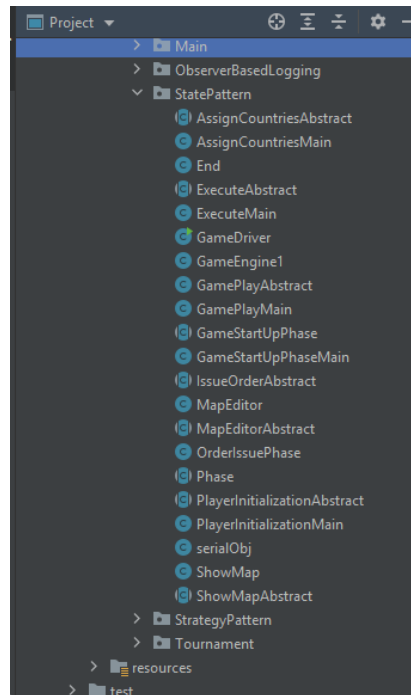 Project
Main
ObserverBasedLogging
StatePattern
AssignCountriesAbstract
AssignCountriesMain
End
ExecuteAbstract
ExecuteMain
GameDriver
GameEngine1
GamePlayAbstract
GamePlayMain
GameStartUpPhase
GameStartUpPhaseMain
IssueOrderAbstract
MapEditor
MapEditorAbstract
OrderIssuePhase
Phase
PlayerInitializationAbstract
PlayerInitializationMain
serialObj
ShowMap
ShowMapAbstract
StrategyPattern
Tournament
resources
test